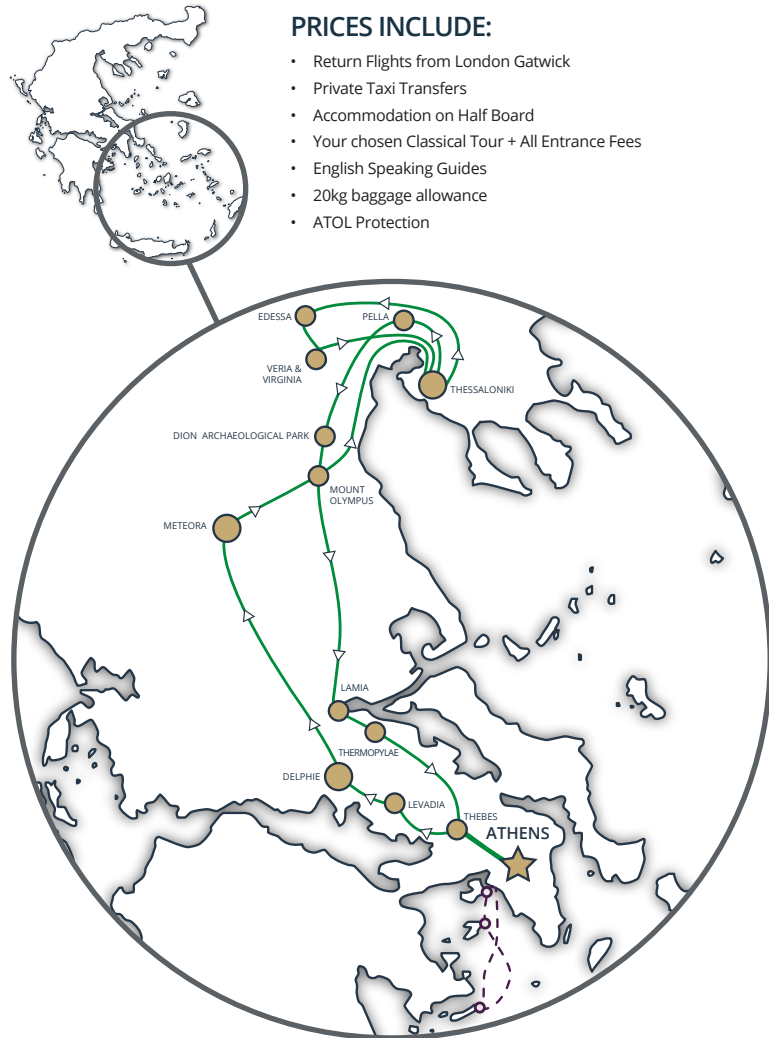 PRICES INCLUDE:
• Return Flights from London Gatwick
• Private Taxi Transfers
• Accommodation on Half Board
• Your chosen Classical Tour + All Entrance Fees
• English Speaking Guides
• 20kg baggage allowance
• ATOL Protection
EDESSA
PELLA
VERIA &
VIRGINIA
THESSALONIKI
DION ARCHAEOLOGICAL PARK
MOUNT
OLYMPUS
METEORA
LAMIA
THERMOPYLAE
DELPHIE
LEVADIA
THEBES
ATHENS